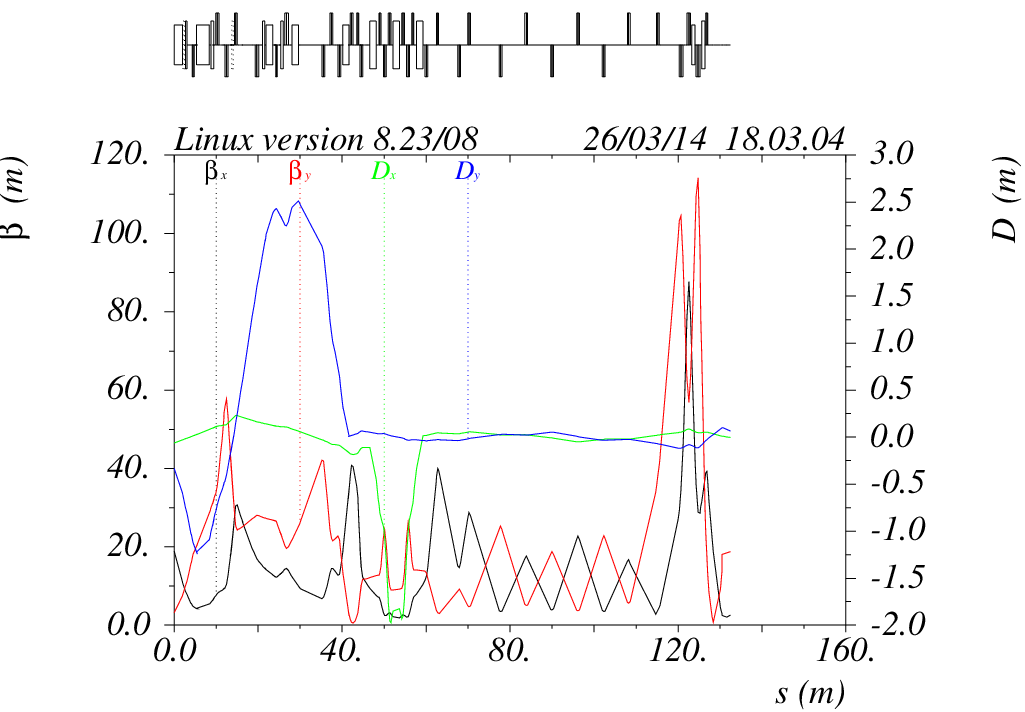 Linux version 8.23/08 26/03/14 18.03.04
β (m)
D (m)
βx βy Dx Dy
120. 3.0
2.5
100. 2.0
80. 1.5
1.0
60. 0.5
0.0
40. -0.5
20. -1.0
-1.5
0.0 -2.0
0.0 40. 80. 120. 160.
s (m)